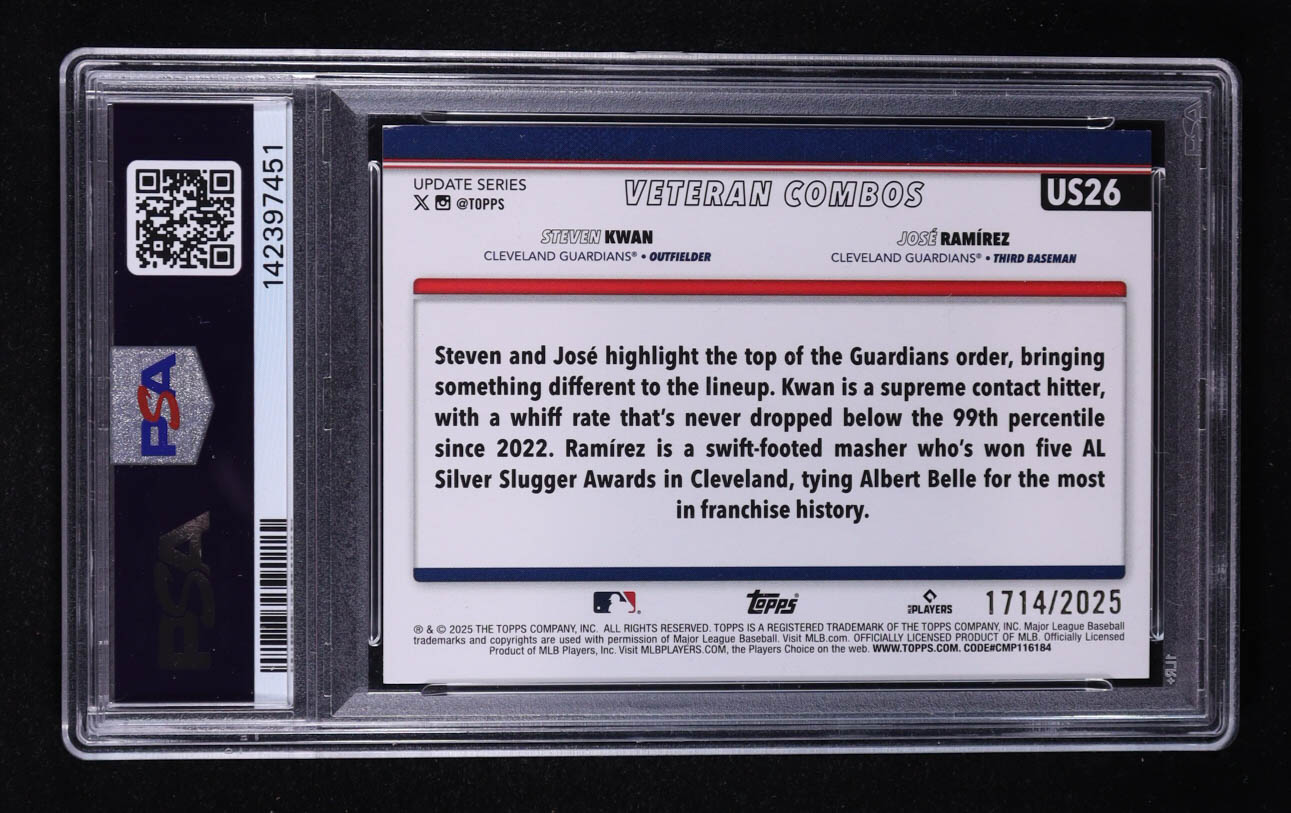 142397451
PSA
PSA
UPDATE SERIES
@TOPPS
VETERAN COMBOS
US26
STEVEN KWAN
CLEVELAND GUARDIANS® • OUTFIELDER
JOSÉ RAMÍREZ
CLEVELAND GUARDIANS® • THIRD BASEMAN
Steven and José highlight the top of the Guardians order, bringing
something different to the lineup. Kwan is a supreme contact hitter,
with a whiff rate that's never dropped below the 99th percentile
since 2022. Ramírez is a swift-footed masher who's won five AL
Silver Slugger Awards in Cleveland, tying Albert Belle for the most
in franchise history.
Topps®
PLAYERS
1714/2025
® & © 2025 THE TOPPS COMPANY, INC. ALL RIGHTS RESERVED. TOPPS IS A REGISTERED TRADEMARK OF THE TOPPS COMPANY, INC. Major League Baseball
trademarks and copyrights are used with permission of Major League Baseball. Visit MLB.com. OFFICIALLY LICENSED PRODUCT OF MLB. Officially Licensed
Product of MLB Players, Inc. Visit MLBPLAYERS.COM, the Players Choice on the web. WWW.TOPPS.COM. CODE#CMP116184
PSA